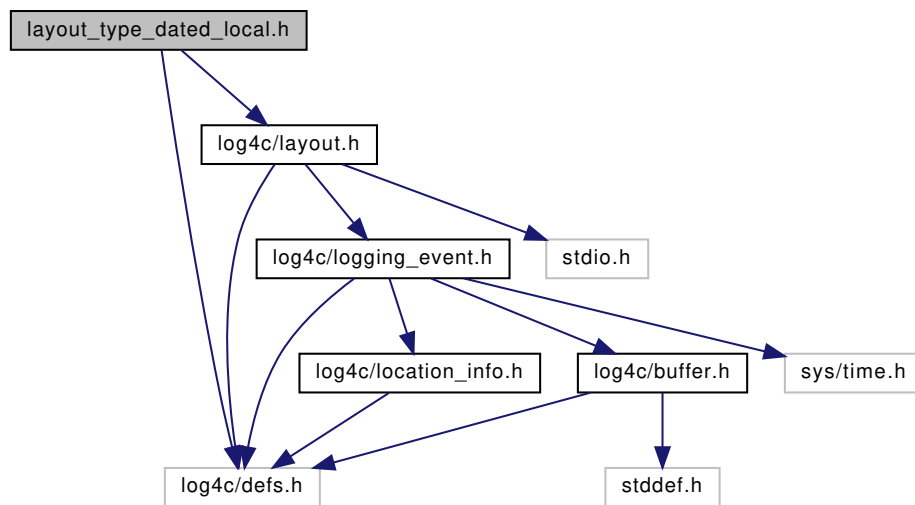 layout_type_dated_local.h
log4c/layout.h
log4c/logging_event.h
stdio.h
log4c/location_info.h
log4c/buffer.h
sys/time.h
log4c/defs.h
stddef.h